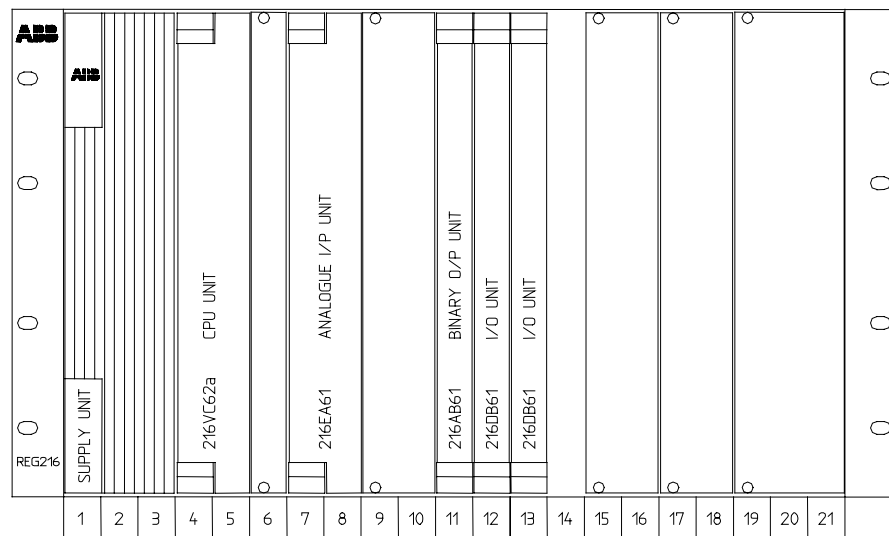 ABB
ABB
SUPPLY UNIT
216VC62a CPU UNIT
216EA61 ANALOGUE I/P UNIT
216AB61 BINARY O/P UNIT
216DB61 I/O UNIT
216DB61 I/O UNIT
REG216
1 2 3 4 5 6 7 8 9 10 11 12 13 14 15 16 17 18 19 20 21